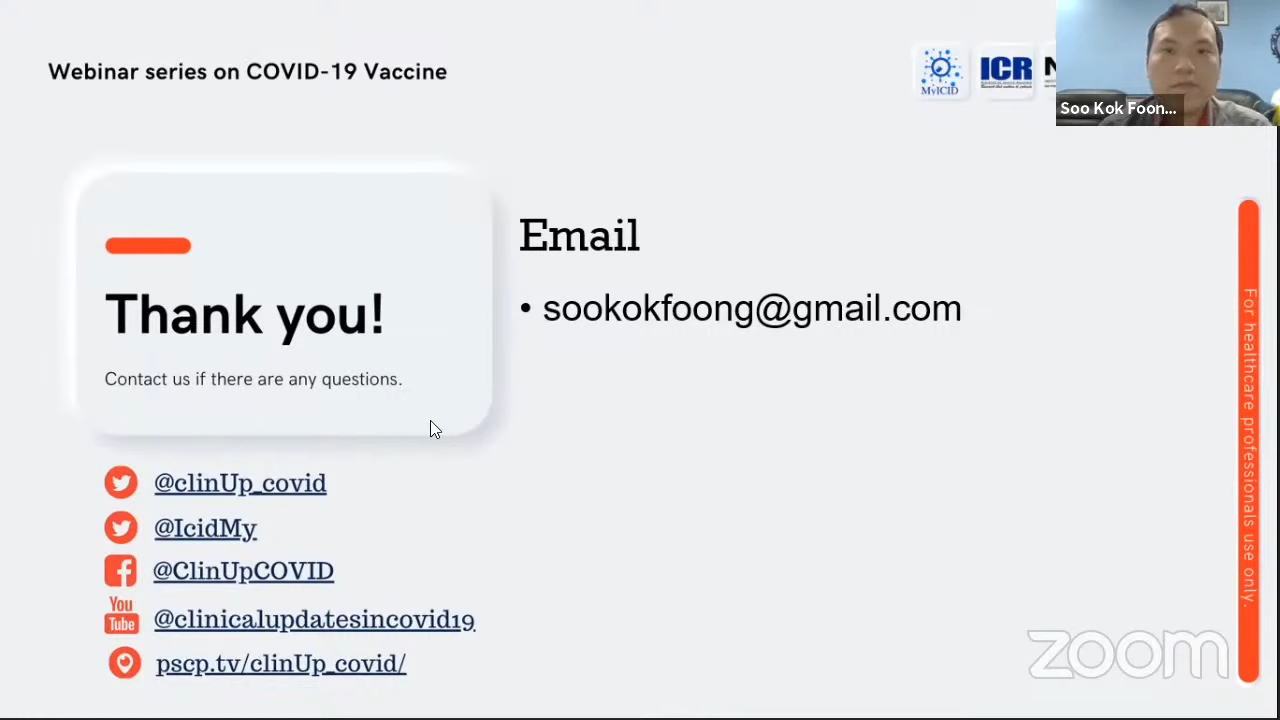 Webinar series on COVID-19 Vaccine
MyICID
ICR
N
Soo Kok Foon...
Email
• sookokfoong@gmail.com
Thank you!
Contact us if there are any questions.
@clinUp_covid
@IcidMy
@ClinUpCOVID
You
Tube
@clinicalupdatesincovid19
pscp.tv/clinUp_covid/
For healthcare professionals use only.
zoom